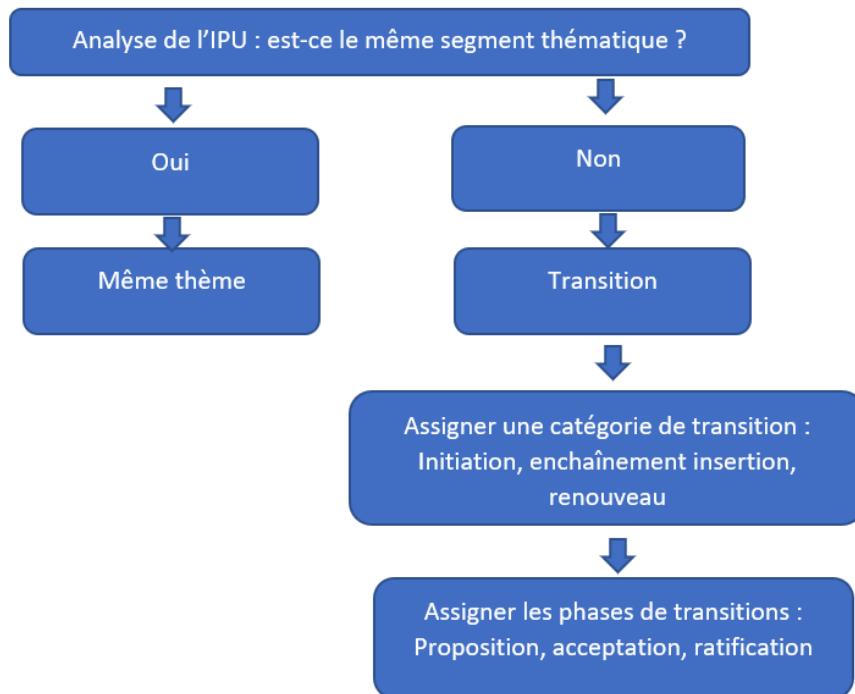 Analyse de l’IPU : est-ce le même segment thématique ?
Oui
Non
Même thème
Transition
Assigner une catégorie de transition :
Initiation, enchaînement insertion,
renouveau
Assigner les phases de transitions :
Proposition, acceptation, ratification